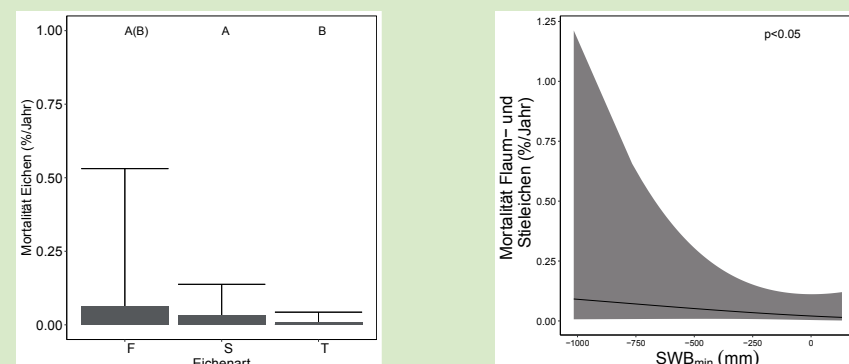 1.00
A(B) A B
0.75
0.50
0.25
0.00
Mortalität Eichen (%/Jahr)
F S T
Eichenart
1.25
p<0.05
1.00
0.75
0.50
0.25
0.00
Mortalität Flaum− und
Stieleichen (%/Jahr)
−1000 −750 −500 −250 0
SWBmin (mm)